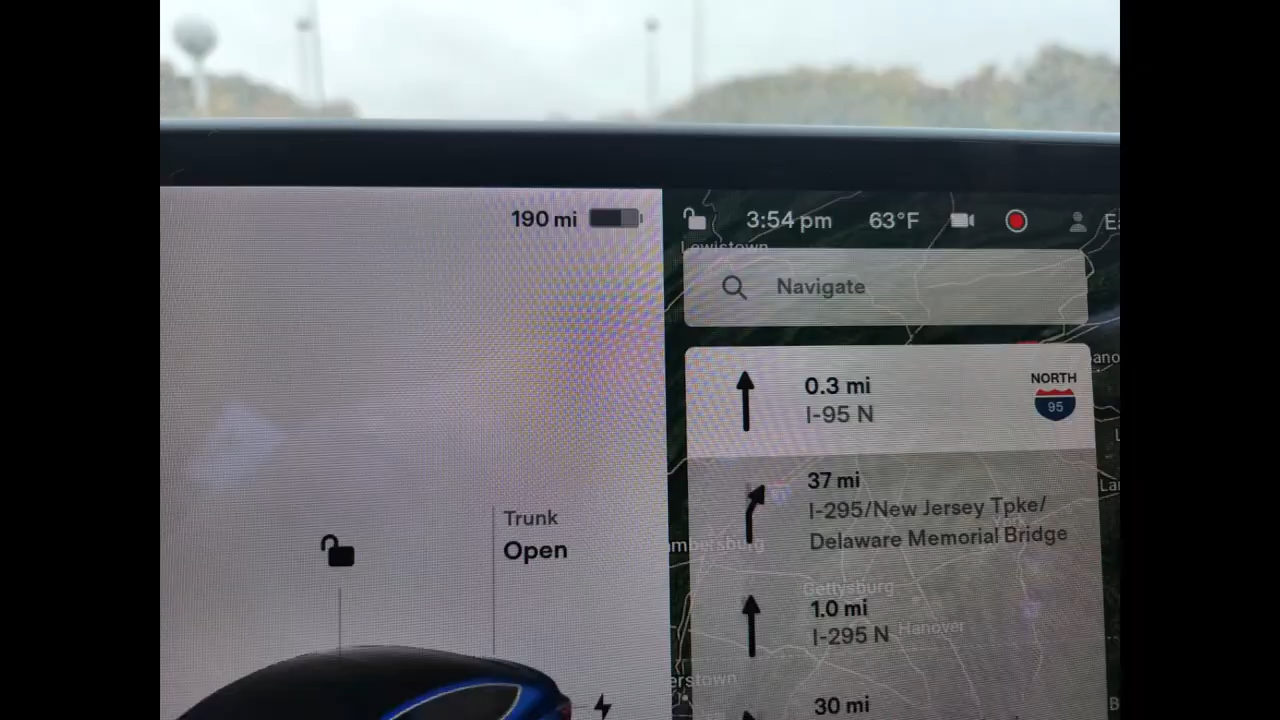 190 mi
3:54 pm
63°F
Lewistown
Navigate
0.3 mi
I-95 N
NORTH
95
37 mi
I-295/New Jersey Tpke/
Delaware Memorial Bridge
Trunk
Open
Gettysburg
1.0 mi
I-295 N
Hanover
30 mi